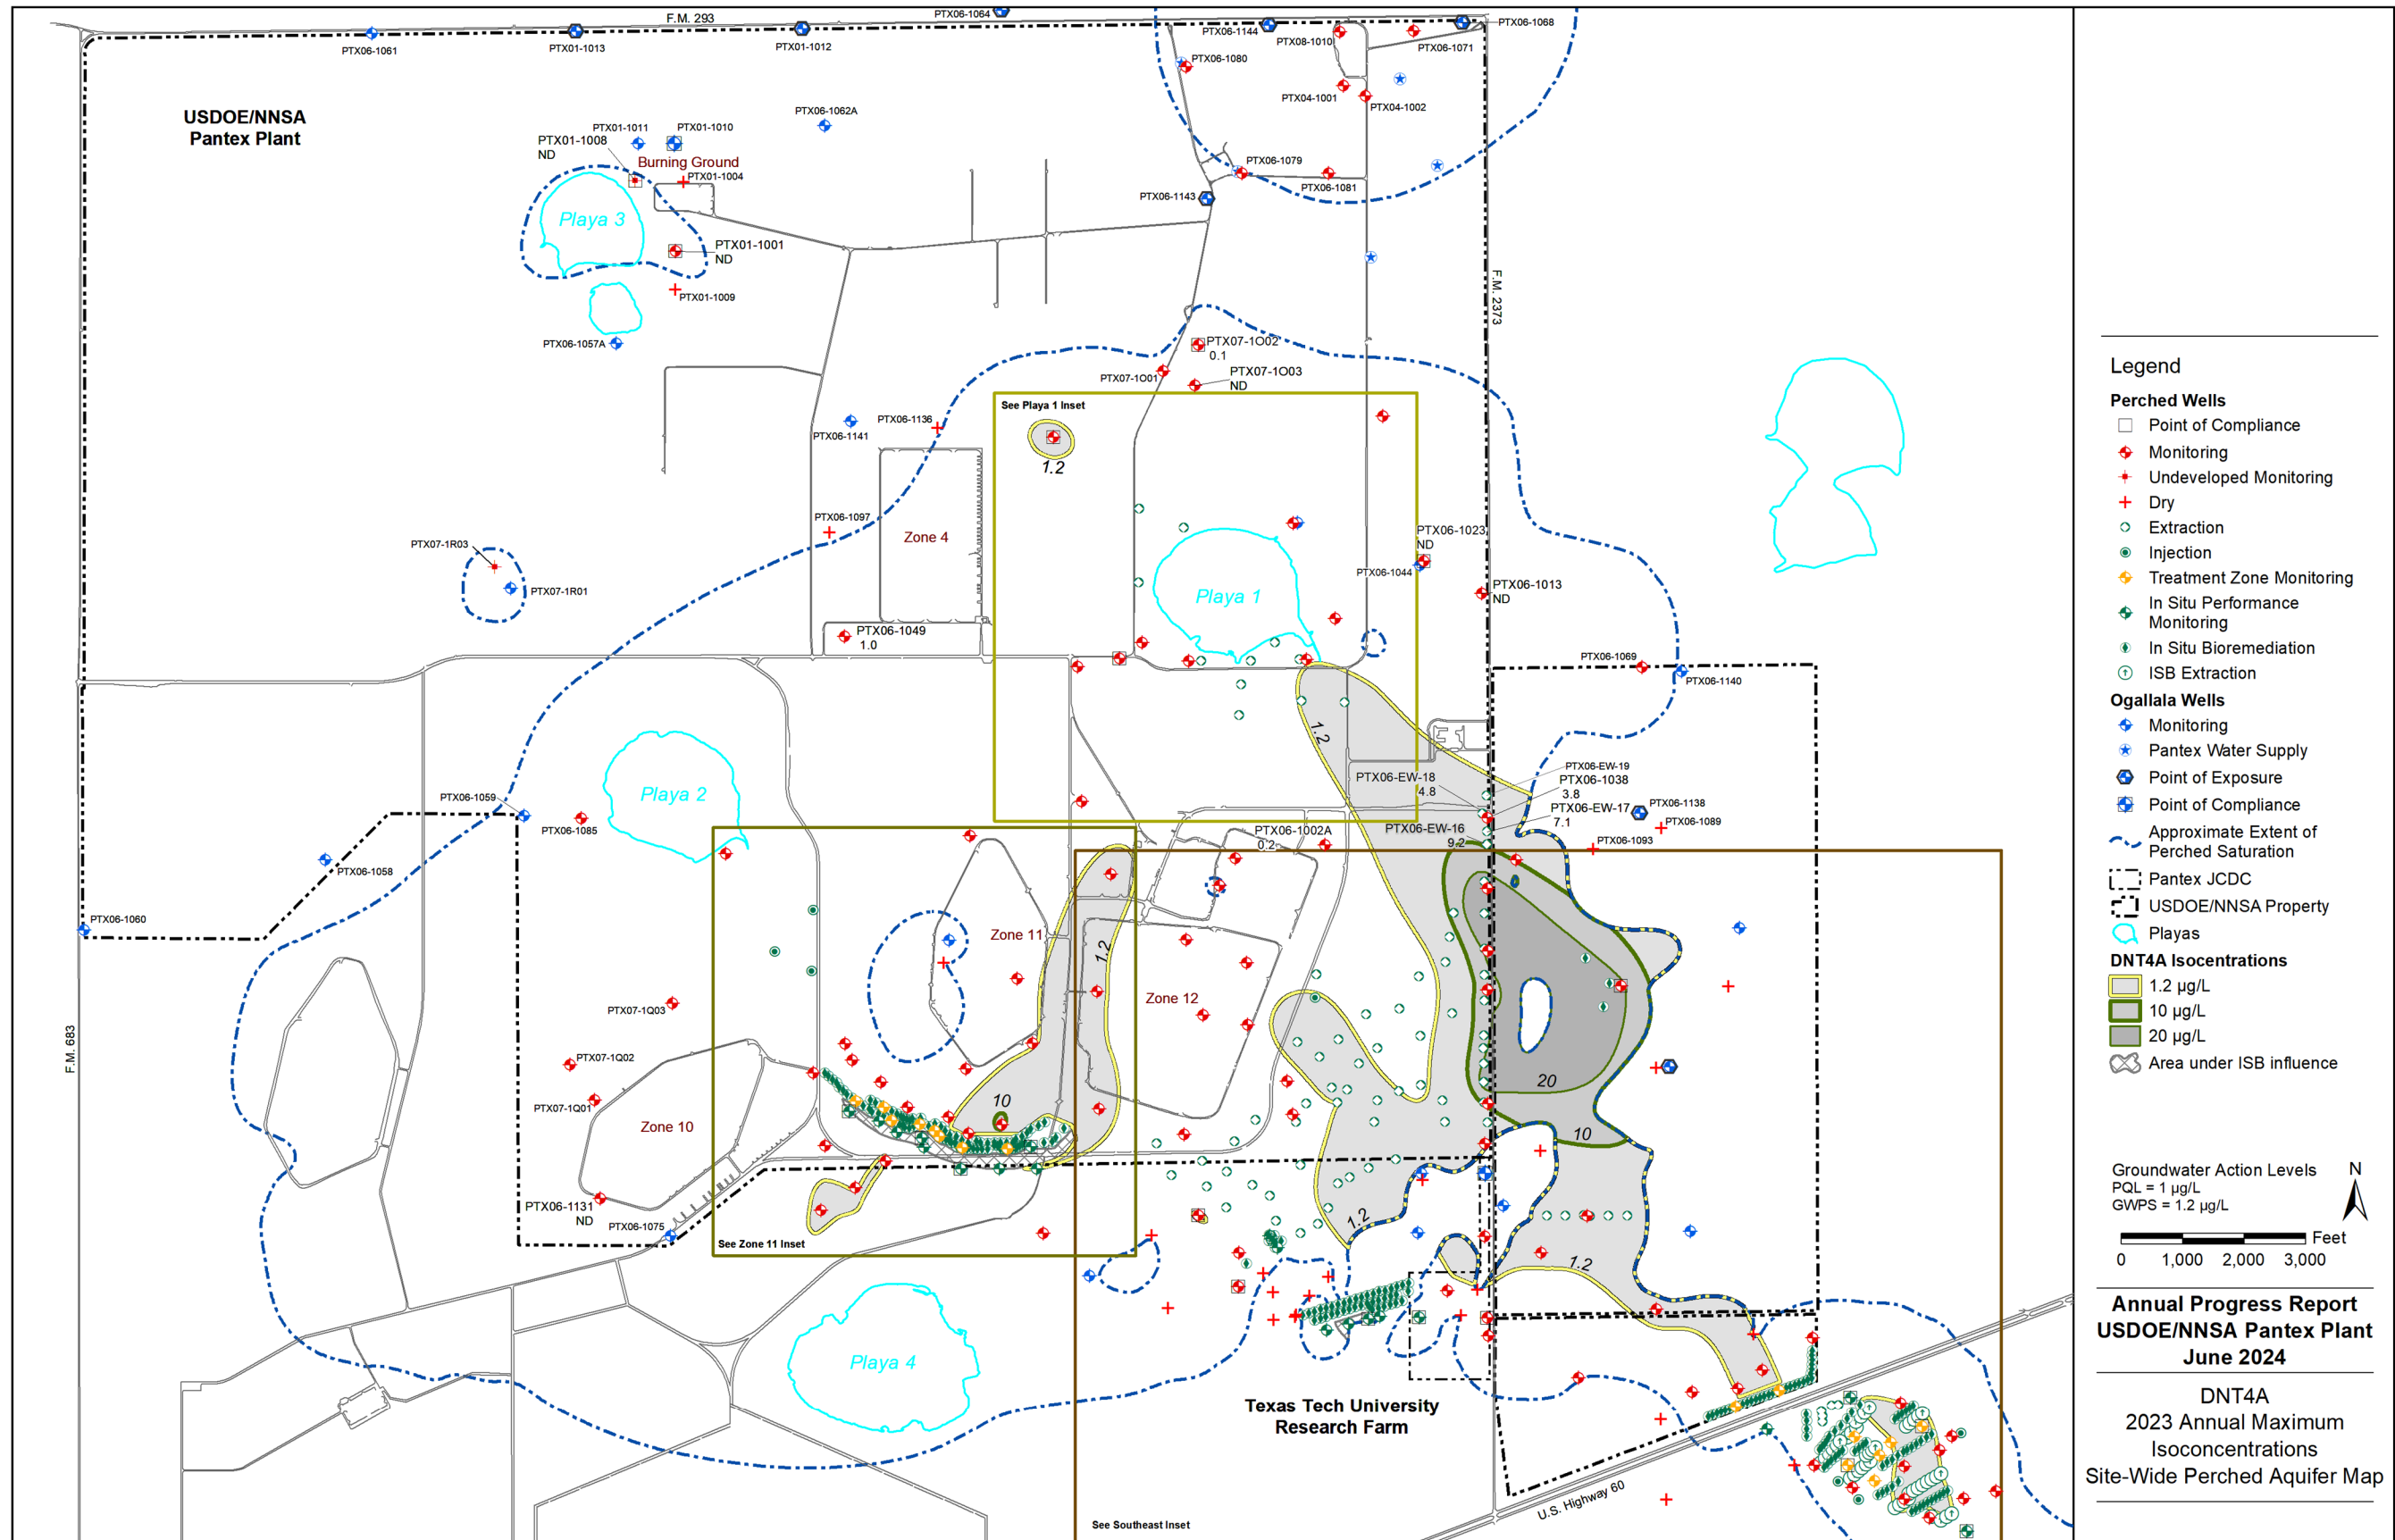 F.M. 293
PTX06-1064
PTX06-1061
PTX01-1013
PTX01-1012
PTX06-1144
PTX08-1010
PTX06-1068
PTX06-1071
PTX06-1080
PTX04-1001
PTX04-1002
USDOE/NNSA
Pantex Plant
PTX06-1062A
PTX01-1011
PTX01-1010
PTX01-1008
ND
Burning Ground
PTX01-1004
PTX06-1079
PTX06-1081
PTX06-1143
Playa 3
PTX01-1001
ND
PTX01-1009
PTX06-1057A
F.M. 2373
PTX07-1O02
0.1
PTX07-1O01
PTX07-1O03
ND
See Playa 1 Inset
1.2
PTX06-1136
PTX06-1141
PTX06-1097
Zone 4
PTX06-1023
ND
PTX06-1044
PTX06-1013
ND
PTX07-1R03
PTX07-1R01
Playa 1
PTX06-1049
1.0
PTX06-1069
PTX06-1140
1.2
Playa 2
PTX06-1059
PTX06-1085
PTX06-EW-19
PTX06-EW-18
4.8
PTX06-1038
3.8
PTX06-EW-17
7.1
PTX06-EW-16
9.2
PTX06-1138
PTX06-1089
PTX06-1093
PTX06-1002A
0.2
PTX06-1058
PTX06-1060
Zone 11
1.2
Zone 12
F.M. 683
PTX07-1Q03
PTX07-1Q02
PTX07-1Q01
Zone 10
10
20
10
PTX06-1131
ND
PTX06-1075
See Zone 11 Inset
1.2
1.2
Playa 4
Texas Tech University
Research Farm
U.S. Highway 60
See Southeast Inset
Legend
Perched Wells
Point of Compliance
Monitoring
Undeveloped Monitoring
Dry
Extraction
Injection
Treatment Zone Monitoring
In Situ Performance
Monitoring
In Situ Bioremediation
ISB Extraction
Ogallala Wells
Monitoring
Pantex Water Supply
Point of Exposure
Point of Compliance
Approximate Extent of
Perched Saturation
Pantex JCDC
USDOE/NNSA Property
Playas
DNT4A Isocentrations
1.2 µg/L
10 µg/L
20 µg/L
Area under ISB influence
Groundwater Action Levels
PQL = 1 µg/L
GWPS = 1.2 µg/L
N
Feet
0 1,000 2,000 3,000
Annual Progress Report
USDOE/NNSA Pantex Plant
June 2024
DNT4A
2023 Annual Maximum
Isoconcentrations
Site-Wide Perched Aquifer Map